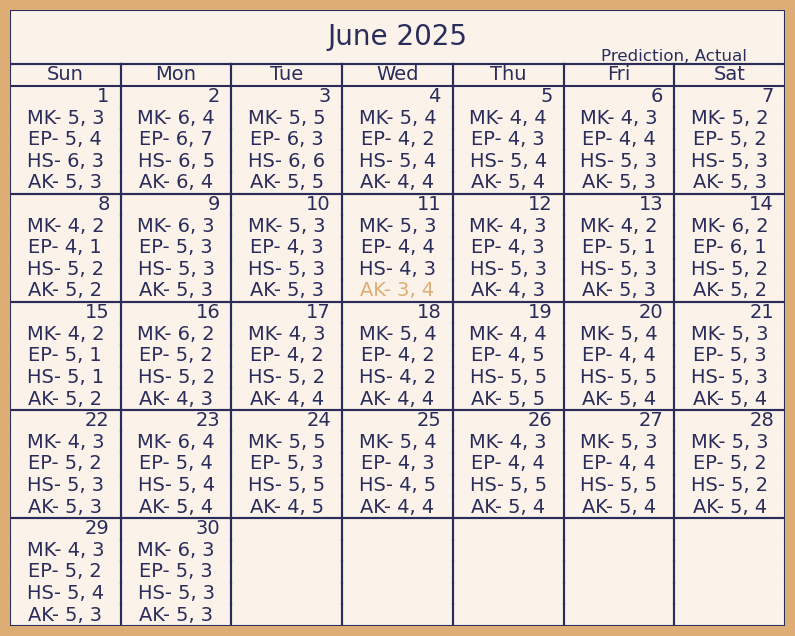 June 2025
Prediction, Actual
Sun Mon Tue Wed Thu Fri Sat
1 2 3 4 5 6 7
MK- 5, 3 MK- 6, 4 MK- 5, 5 MK- 5, 4 MK- 4, 4 MK- 4, 3 MK- 5, 2
EP- 5, 4 EP- 6, 7 EP- 6, 3 EP- 4, 2 EP- 4, 3 EP- 4, 4 EP- 5, 2
HS- 6, 3 HS- 6, 5 HS- 6, 6 HS- 5, 4 HS- 5, 4 HS- 5, 3 HS- 5, 3
AK- 5, 3 AK- 6, 4 AK- 5, 5 AK- 4, 4 AK- 5, 4 AK- 5, 3 AK- 5, 3
8 9 10 11 12 13 14
MK- 4, 2 MK- 6, 3 MK- 5, 3 MK- 5, 3 MK- 4, 3 MK- 4, 2 MK- 6, 2
EP- 4, 1 EP- 5, 3 EP- 4, 3 EP- 4, 4 EP- 4, 3 EP- 5, 1 EP- 6, 1
HS- 5, 2 HS- 5, 3 HS- 5, 3 HS- 4, 3 HS- 5, 3 HS- 5, 3 HS- 5, 2
AK- 5, 2 AK- 5, 3 AK- 5, 3 AK- 3, 4 AK- 4, 3 AK- 5, 3 AK- 5, 2
15 16 17 18 19 20 21
MK- 4, 2 MK- 6, 2 MK- 4, 3 MK- 5, 4 MK- 4, 4 MK- 5, 4 MK- 5, 3
EP- 5, 1 EP- 5, 2 EP- 4, 2 EP- 4, 2 EP- 4, 5 EP- 4, 4 EP- 5, 3
HS- 5, 1 HS- 5, 2 HS- 5, 2 HS- 4, 2 HS- 5, 5 HS- 5, 5 HS- 5, 3
AK- 5, 2 AK- 4, 3 AK- 4, 4 AK- 4, 4 AK- 5, 5 AK- 5, 4 AK- 5, 4
22 23 24 25 26 27 28
MK- 4, 3 MK- 6, 4 MK- 5, 5 MK- 5, 4 MK- 4, 3 MK- 5, 3 MK- 5, 3
EP- 5, 2 EP- 5, 4 EP- 5, 3 EP- 4, 3 EP- 4, 4 EP- 4, 4 EP- 5, 2
HS- 5, 3 HS- 5, 4 HS- 5, 5 HS- 4, 5 HS- 5, 5 HS- 5, 5 HS- 5, 2
AK- 5, 3 AK- 5, 4 AK- 4, 5 AK- 4, 4 AK- 5, 4 AK- 5, 4 AK- 5, 4
29 30
MK- 4, 3 MK- 6, 3
EP- 5, 2 EP- 5, 3
HS- 5, 4 HS- 5, 3
AK- 5, 3 AK- 5, 3